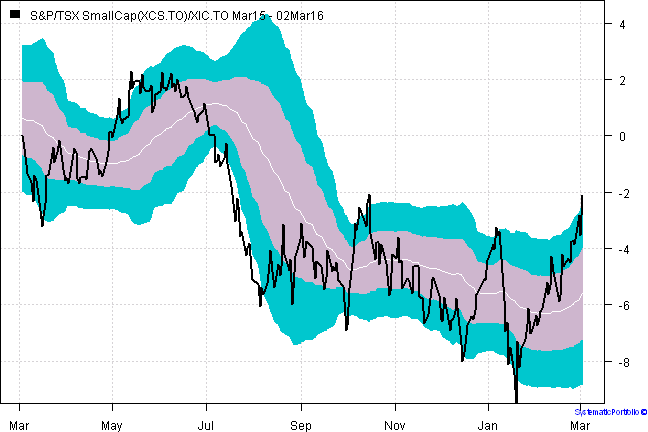 S&P/TSX SmallCap(XCS.TO)/XIC.TO Mar15 - 02Mar16
4
2
0
-2
-4
-6
-8
Mar May Jul Sep Nov Jan Mar
SystematicPortfolio ©